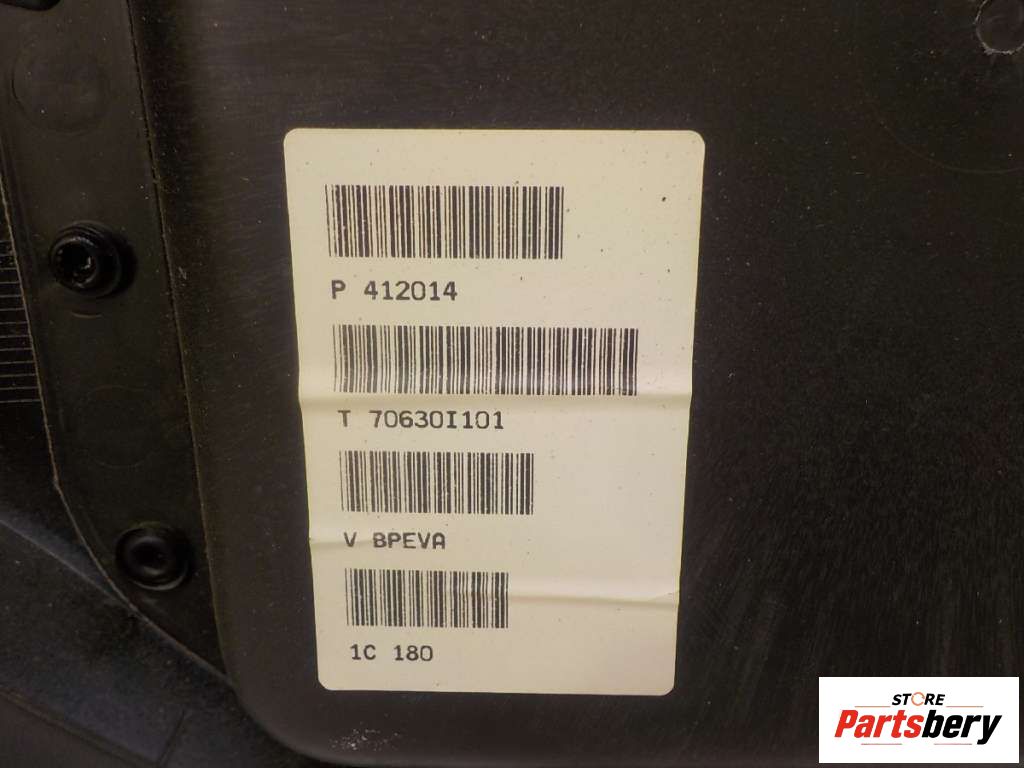 P 412014
T 70630I101
V BPEVA
1C 180
STORE
Partsbery